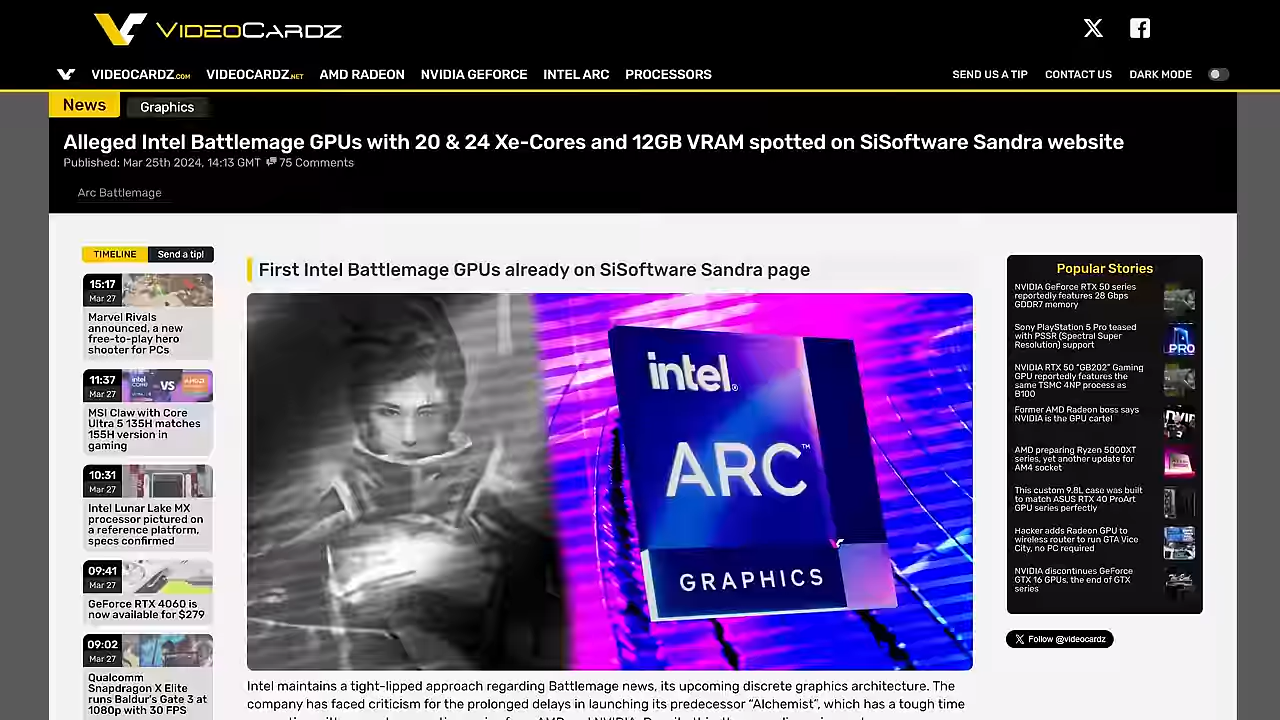 VIDEOCARDZ
VIDEOCARDZ.COM VIDEOCARDZ.NET AMD RADEON NVIDIA GEFORCE INTEL ARC PROCESSORS SEND US A TIP CONTACT US DARK MODE
News Graphics
Alleged Intel Battlemage GPUs with 20 & 24 Xe-Cores and 12GB VRAM spotted on SiSoftware Sandra website
Published: Mar 25th 2024, 14:13 GMT 75 Comments
Arc Battlemage
TIMELINE Send a tip!
15:17
Mar 27
Marvel Rivals
announced, a new
free-to-play hero
shooter for PCs
11:37
Mar 27
intel
CORE
VS
AMD
MSI Claw with Core
Ultra 5 135H matches
155H version in
gaming
10:31
Mar 27
Intel Lunar Lake MX
processor pictured on
a reference platform,
specs confirmed
09:41
Mar 27
GeForce RTX 4060 is
now available for $279
09:02
Mar 27
Qualcomm
Snapdragon X Elite
runs Baldur's Gate 3 at
1080p with 30 FPS
First Intel Battlemage GPUs already on SiSoftware Sandra page
intel.
ARC™
GRAPHICS
Intel maintains a tight-lipped approach regarding Battlemage news, its upcoming discrete graphics architecture. The
company has faced criticism for the prolonged delays in launching its predecessor “Alchemist”, which has a tough time
Popular Stories
NVIDIA GeForce RTX 50 series
reportedly features 28 Gbps
GDDR7 memory
Sony PlayStation 5 Pro teased
with PSSR (Spectral Super
Resolution) support
PRO
NVIDIA RTX 50 "GB202" Gaming
GPU reportedly features the
same TSMC 4NP process as
B100
Former AMD Radeon boss says
NVIDIA is the GPU cartel
AMD preparing Ryzen 5000XT
series, yet another update for
AM4 socket
This custom 9.8L case was built
to match ASUS RTX 40 ProArt
GPU series perfectly
Hacker adds Radeon GPU to
wireless router to run GTA Vice
City, no PC required
NVIDIA discontinues GeForce
GTX 16 GPUs, the end of GTX
series
The End
Follow @videocardz